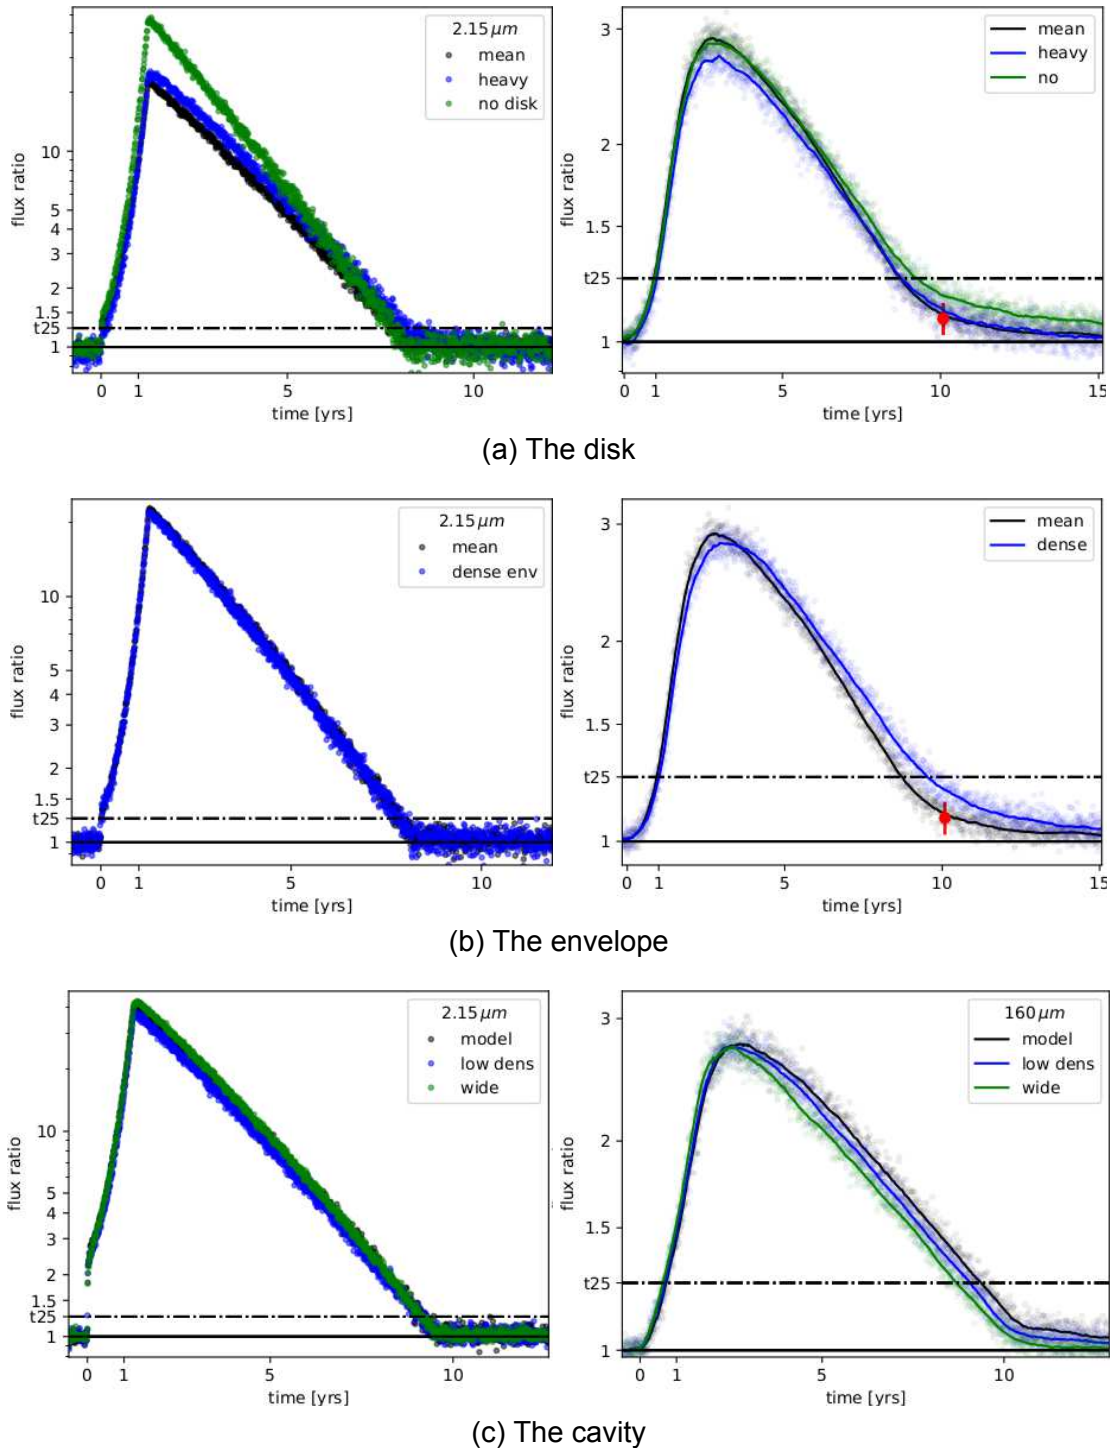 2.15 μm
mean
heavy
no disk
10
5
4
3
2
1.5
t25
1
flux ratio
0 1 5 10
time [yrs]
mean
heavy
no
3
2
1.5
t25
1
flux ratio
0 1 5 10 15
time [yrs]
(a) The disk
2.15 μm
mean
dense env
10
5
4
3
2
1.5
t25
1
flux ratio
0 1 5 10
time [yrs]
mean
dense
3
2
1.5
t25
1
flux ratio
0 1 5 10 15
time [yrs]
(b) The envelope
2.15 μm
model
low dens
wide
10
5
4
3
2
1.5
t25
1
flux ratio
0 1 5 10
time [yrs]
160 μm
model
low dens
wide
3
2
1.5
t25
1
flux ratio
0 1 5 10
time [yrs]
(c) The cavity